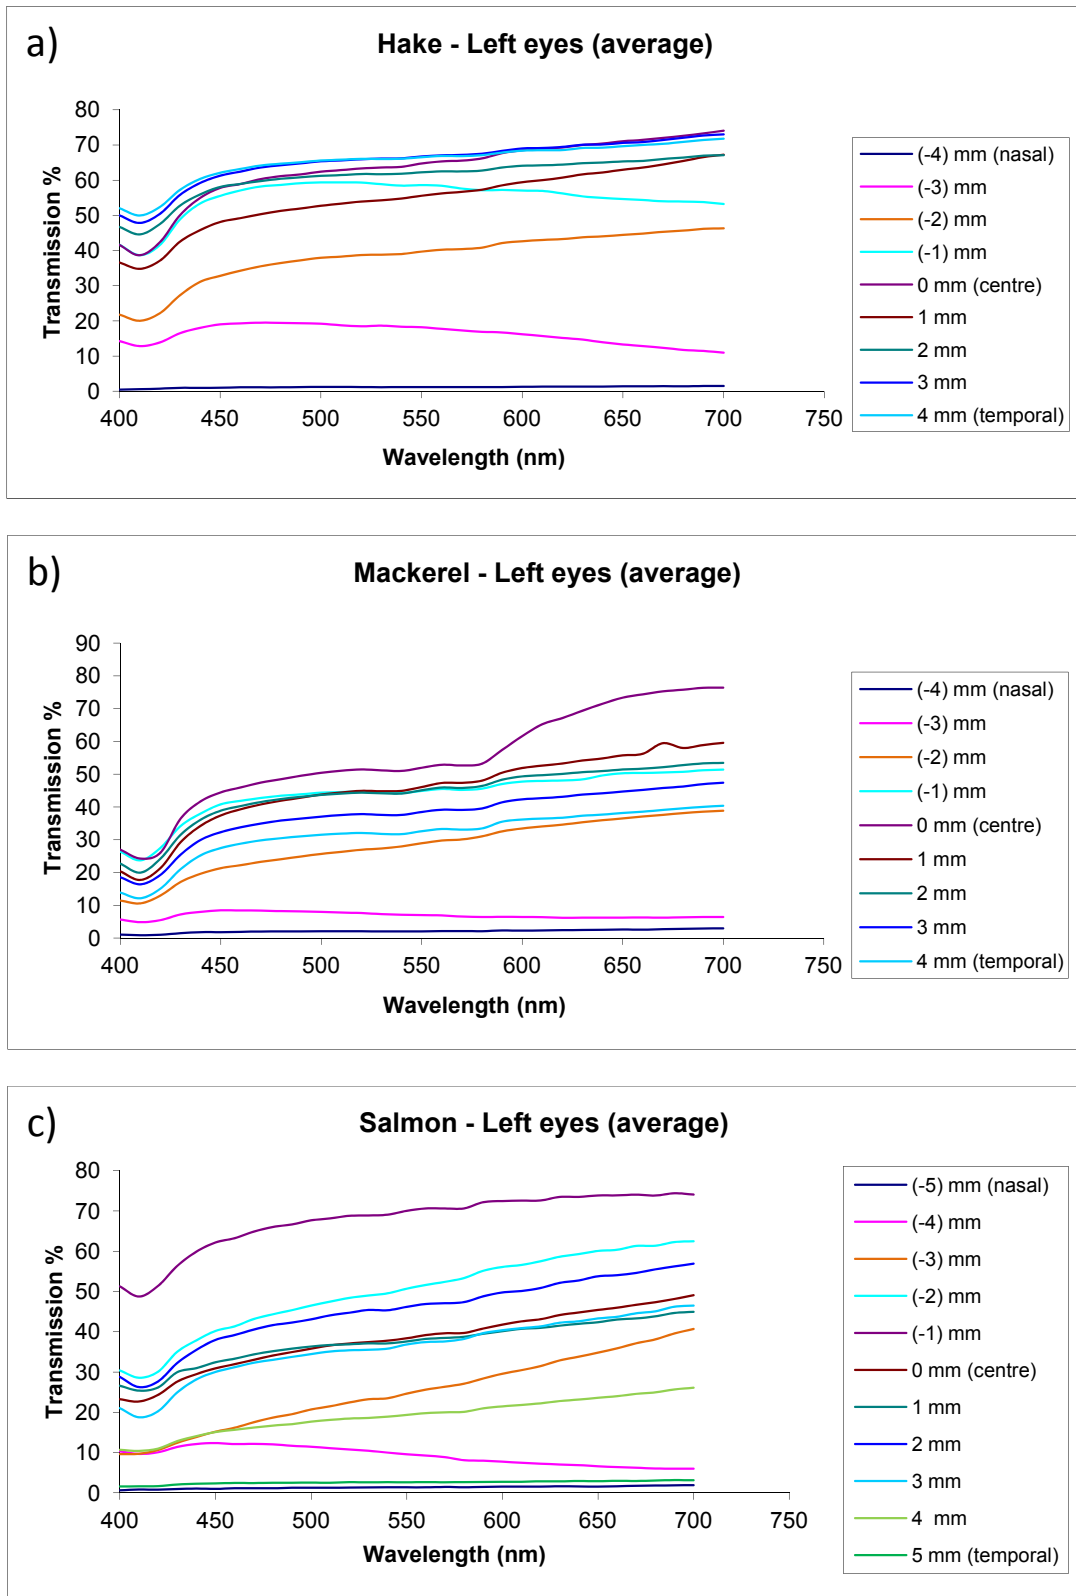 a)
Hake - Left eyes (average)
80
70
60
50
40
30
20
10
0
Transmission %
400 450 500 550 600 650 700 750
Wavelength (nm)
(-4) mm (nasal)
(-3) mm
(-2) mm
(-1) mm
0 mm (centre)
1 mm
2 mm
3 mm
4 mm (temporal)
b)
Mackerel - Left eyes (average)
90
80
70
60
50
40
30
20
10
0
Transmission %
400 450 500 550 600 650 700 750
Wavelength (nm)
(-4) mm (nasal)
(-3) mm
(-2) mm
(-1) mm
0 mm (centre)
1 mm
2 mm
3 mm
4 mm (temporal)
c)
Salmon - Left eyes (average)
80
70
60
50
40
30
20
10
0
Transmission %
400 450 500 550 600 650 700 750
Wavelength (nm)
(-5) mm (nasal)
(-4) mm
(-3) mm
(-2) mm
(-1) mm
0 mm (centre)
1 mm
2 mm
3 mm
4 mm
5 mm (temporal)